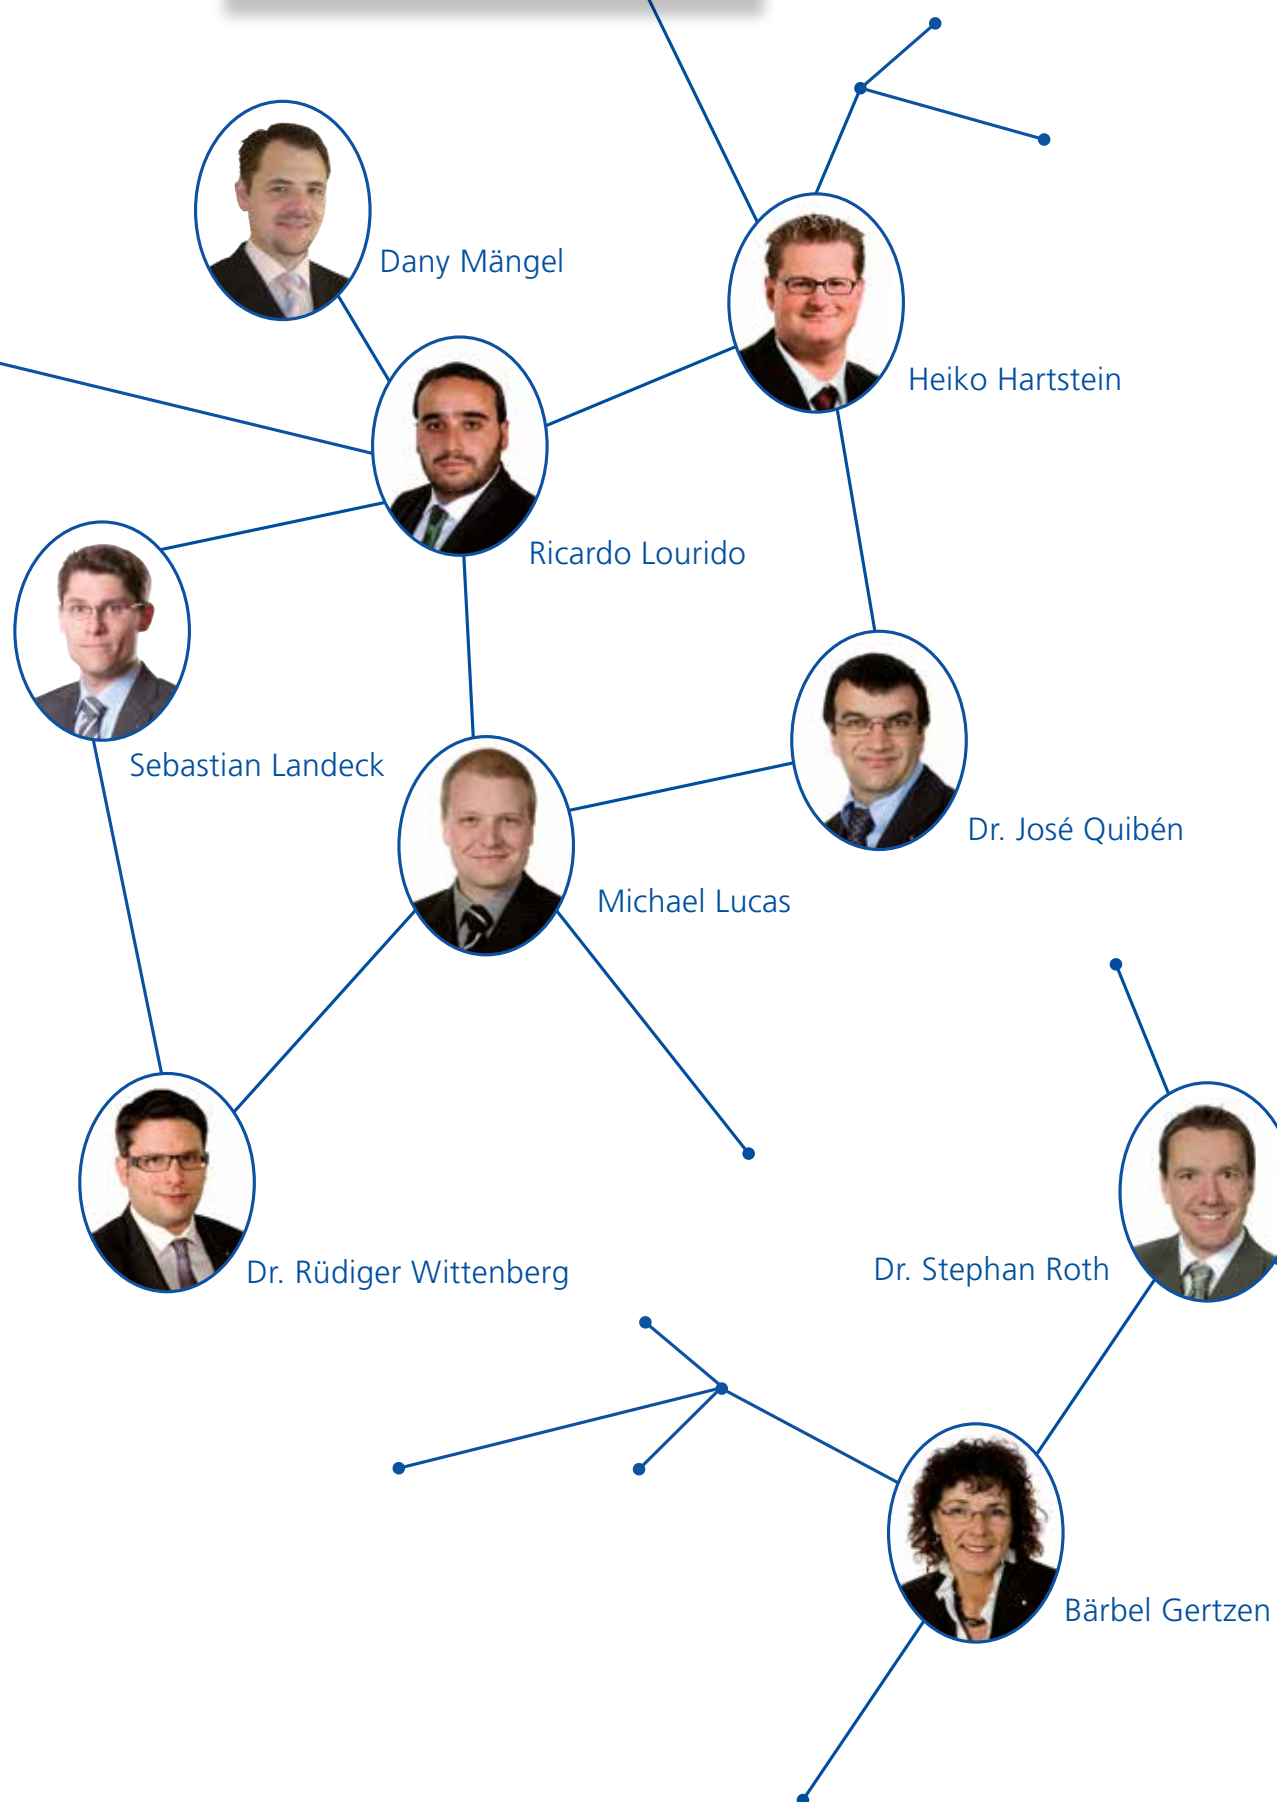 Dany Mängel
Heiko Hartstein
Ricardo Lourido
Sebastian Landeck
Dr. José Quibén
Michael Lucas
Dr. Stephan Roth
Dr. Rüdiger Wittenberg
Bärbel Gertzen